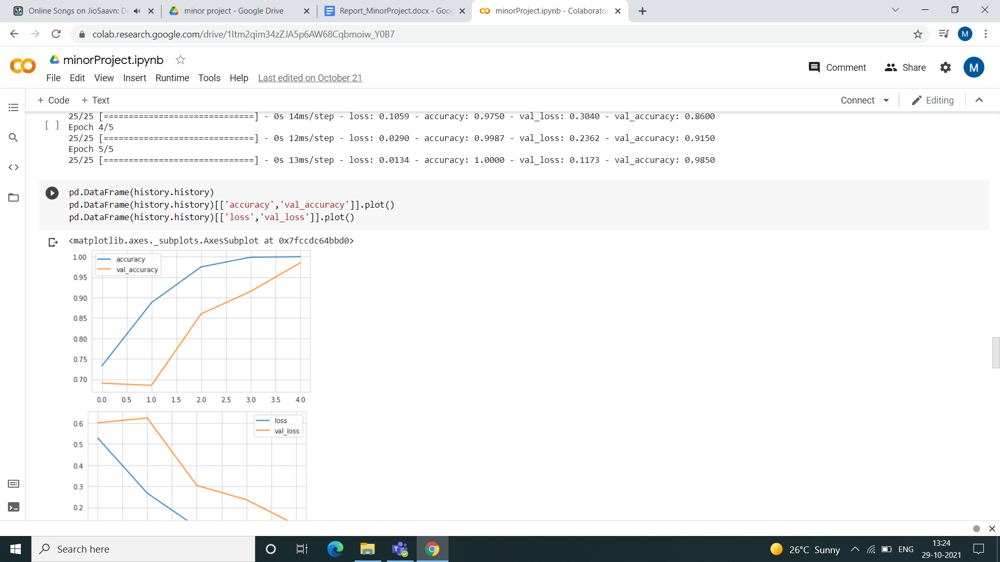 Online Songs on JioSaavn: D
minor project - Google Drive
Report_MinorProject.docx - Goog
minorProject.ipynb - Colaborator
colab.research.google.com/drive/1Itm2qim34zZJA5p6AW68Cqbmoiw_Y0B7
M
CO
minorProject.ipynb
Comment
Share
M
File Edit View Insert Runtime Tools Help Last edited on October 21
+ Code + Text
Connect
Editing
25/25 [==============================] - 0s 14ms/step - loss: 0.1059 - accuracy: 0.9750 - val_loss: 0.3040 - val_accuracy: 0.8600
[ ] Epoch 4/5
25/25 [==============================] - 0s 12ms/step - loss: 0.0290 - accuracy: 0.9987 - val_loss: 0.2362 - val_accuracy: 0.9150
Epoch 5/5
25/25 [==============================] - 0s 13ms/step - loss: 0.0134 - accuracy: 1.0000 - val_loss: 0.1173 - val_accuracy: 0.9850
pd.DataFrame(history.history)
pd.DataFrame(history.history)[['accuracy','val_accuracy']].plot()
pd.DataFrame(history.history)[['loss','val_loss']].plot()
<matplotlib.axes._subplots.AxesSubplot at 0x7fccdc64bbd0>
accuracy
val_accuracy
1.00
0.95
0.90
0.85
0.80
0.75
0.70
0.0 0.5 1.0 1.5 2.0 2.5 3.0 3.5 4.0
loss
val_loss
0.6
0.5
0.4
0.3
0.2
Search here
26°C Sunny
ENG
13:24
29-10-2021